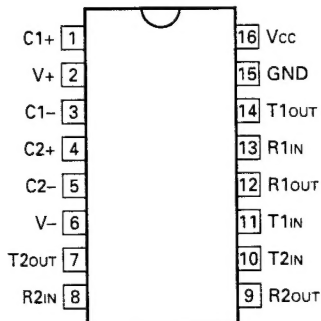 C1+ 1 16 Vcc
V+ 2 15 GND
C1- 3 14 T1OUT
C2+ 4 13 R1IN
C2- 5 12 R1OUT
V- 6 11 T1IN
T2OUT 7 10 T2IN
R2IN 8 9 R2OUT